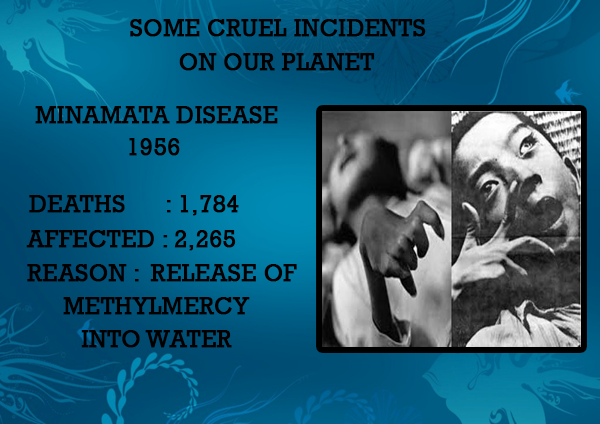 SOME CRUEL INCIDENTS
ON OUR PLANET
MINAMATA DISEASE
1956
DEATHS : 1,784
AFFECTED : 2,265
REASON : RELEASE OF
METHYLMERCY
INTO WATER